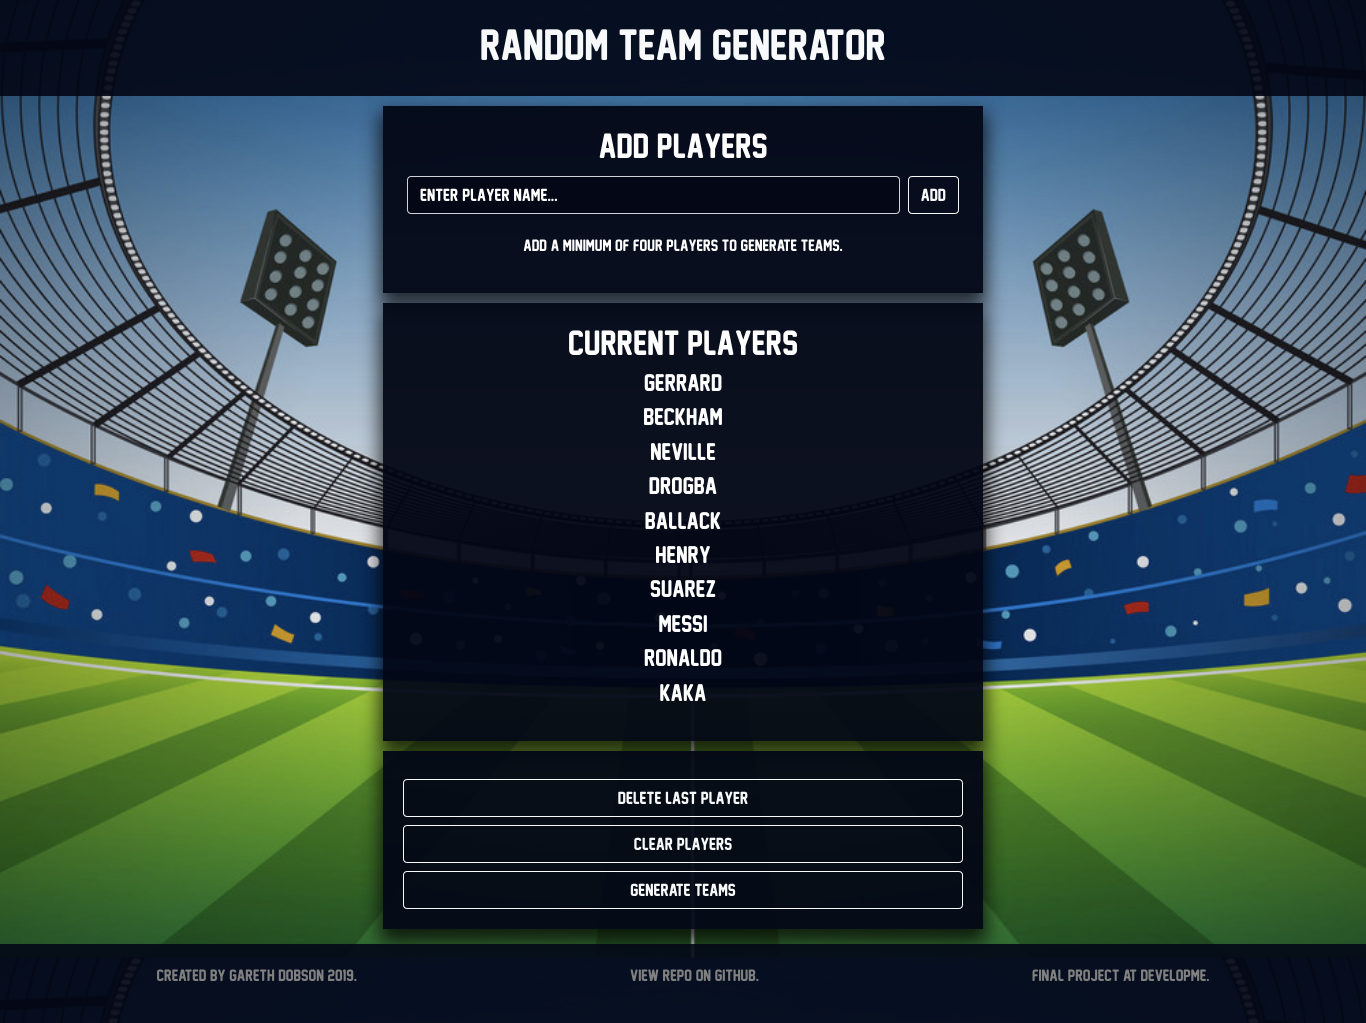 RANDOM TEAM GENERATOR
ADD PLAYERS
ENTER PLAYER NAME...
ADD
ADD A MINIMUM OF FOUR PLAYERS TO GENERATE TEAMS.
CURRENT PLAYERS
GERRARD
BECKHAM
NEVILLE
DROGBA
BALLACK
HENRY
SUAREZ
MESSI
RONALDO
KAKA
DELETE LAST PLAYER
CLEAR PLAYERS
GENERATE TEAMS
CREATED BY GARETH DOBSON 2019.
VIEW REPO ON GITHUB.
FINAL PROJECT AT DEVELOPME.